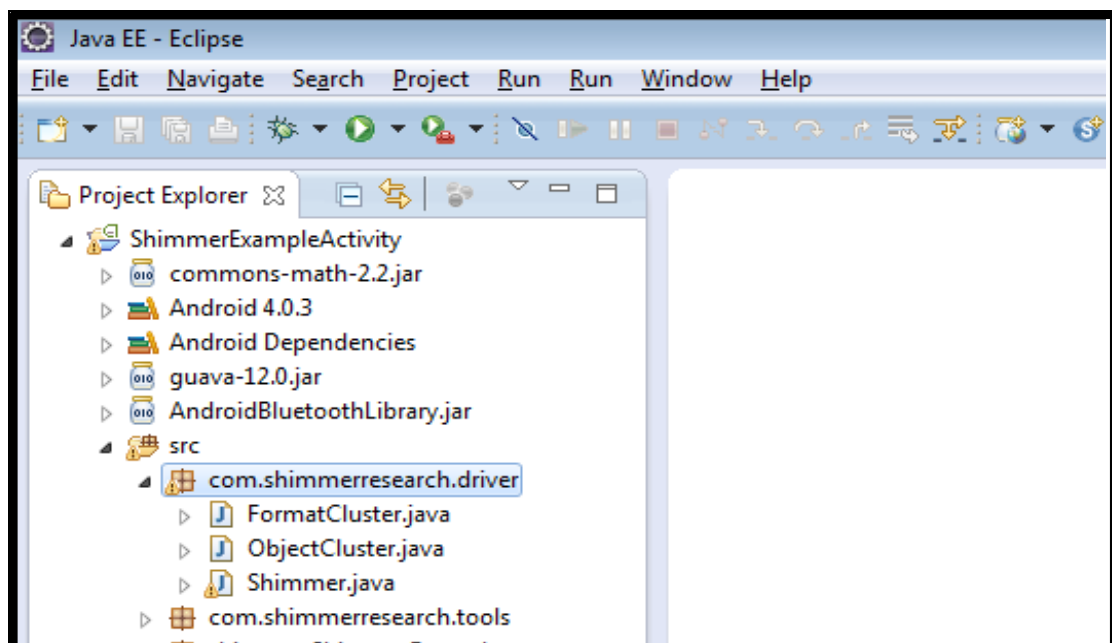 Java EE - Eclipse
File Edit Navigate Search Project Run Run Window Help
Project Explorer
ShimmerExampleActivity
commons-math-2.2.jar
Android 4.0.3
Android Dependencies
guava-12.0.jar
AndroidBluetoothLibrary.jar
src
com.shimmerresearch.driver
FormatCluster.java
ObjectCluster.java
Shimmer.java
com.shimmerresearch.tools